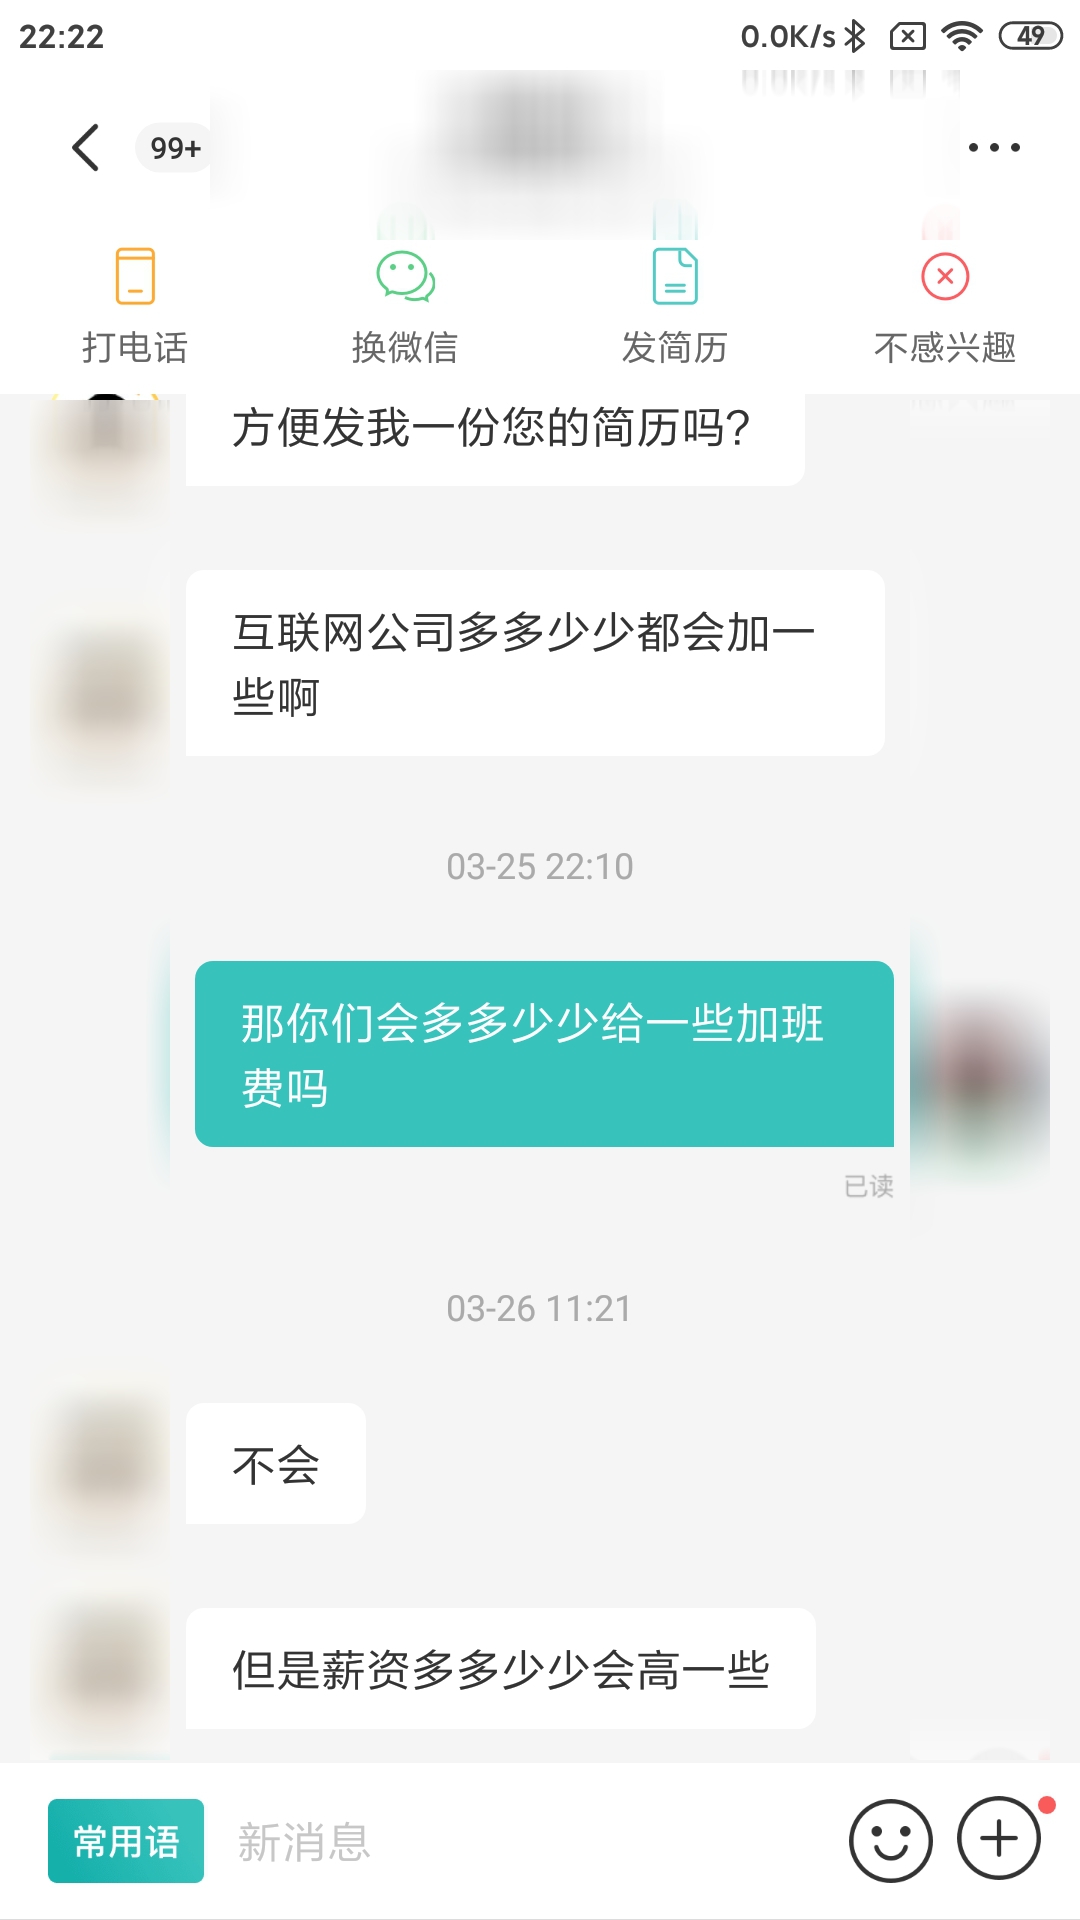 22:22 0.0K/s 49
99+
打电话 换微信 发简历 不感兴趣
方便发我一份您的简历吗?
互联网公司多多少少都会加一
些啊
03-25 22:10
那你们会多多少少给一些加班
费吗
已读
03-26 11:21
不会
但是薪资多多少少会高一些
常用语 新消息